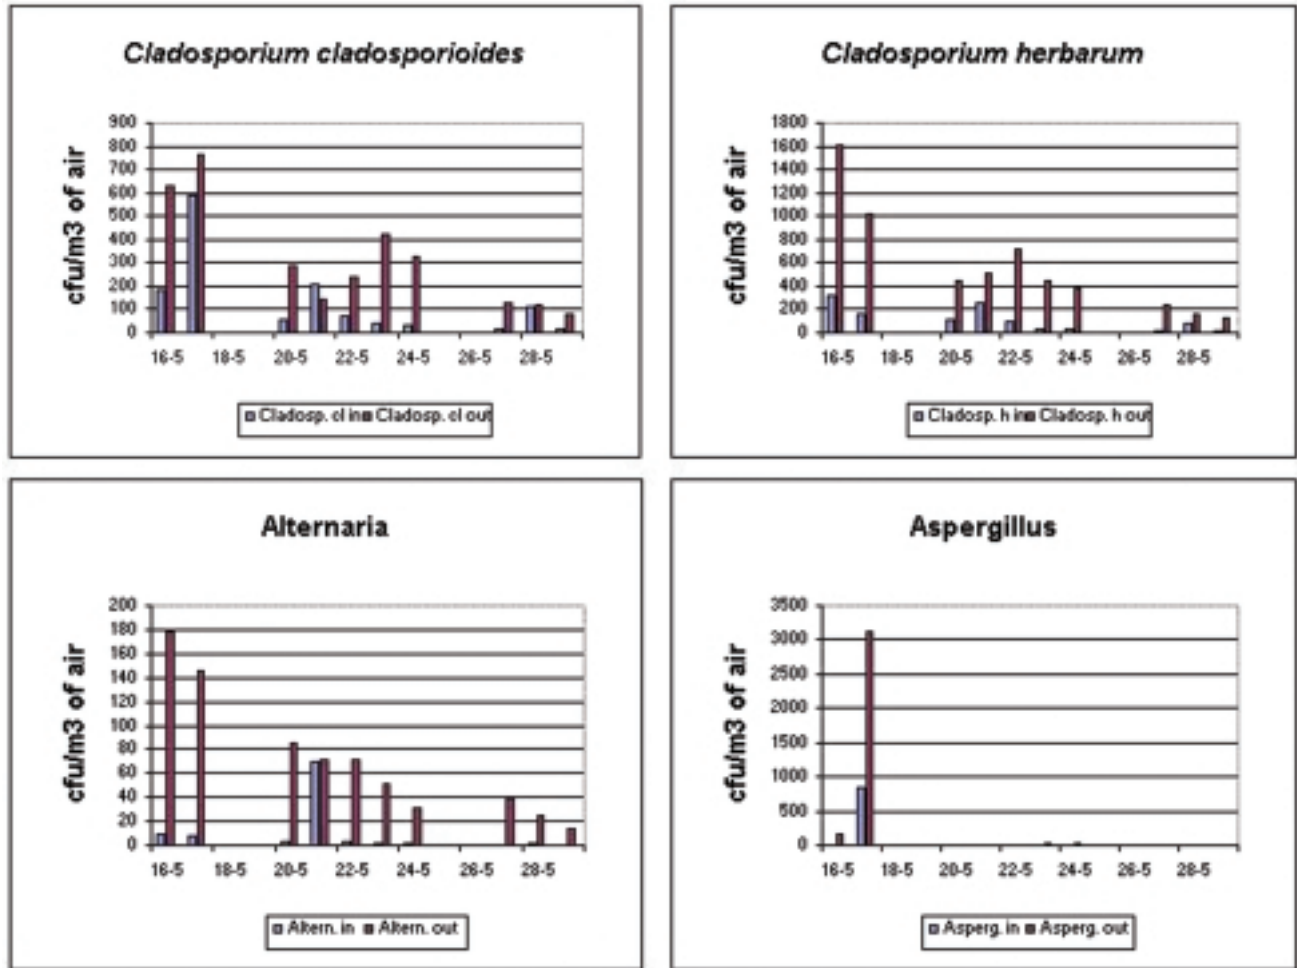 Cladosporium cladosporioides
cfu/m3 of air
900
800
700
600
500
400
300
200
100
0
16-5 18-5 20-5 22-5 24-5 26-5 28-5
Cladosp. cl in Cladosp. cl out
Cladosporium herbarum
cfu/m3 of air
1800
1600
1400
1200
1000
800
600
400
200
0
16-5 18-5 20-5 22-5 24-5 26-5 28-5
Cladosp. h in Cladosp. h out
Alternaria
cfu/m3 of air
200
180
160
140
120
100
80
60
40
20
0
16-5 18-5 20-5 22-5 24-5 26-5 28-5
Altern. in Altern. out
Aspergillus
cfu/m3 of air
3500
3000
2500
2000
1500
1000
500
0
16-5 18-5 20-5 22-5 24-5 26-5 28-5
Asperg. in Asperg. out